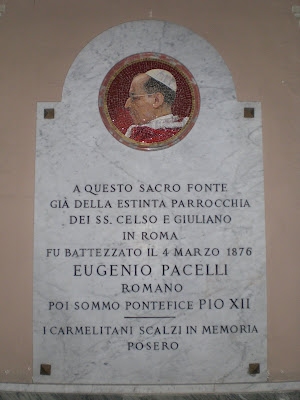 A QUESTO SACRO FONTE
GIÀ DELLA ESTINTA PARROCCHIA
DEI SS. CELSO E GIULIANO
IN ROMA
FU BATTEZZATO IL 4 MARZO 1876
EUGENIO PACELLI
ROMANO
POI SOMMO PONTEFICE PIO XII
I CARMELITANI SCALZI IN MEMORIA
POSERO